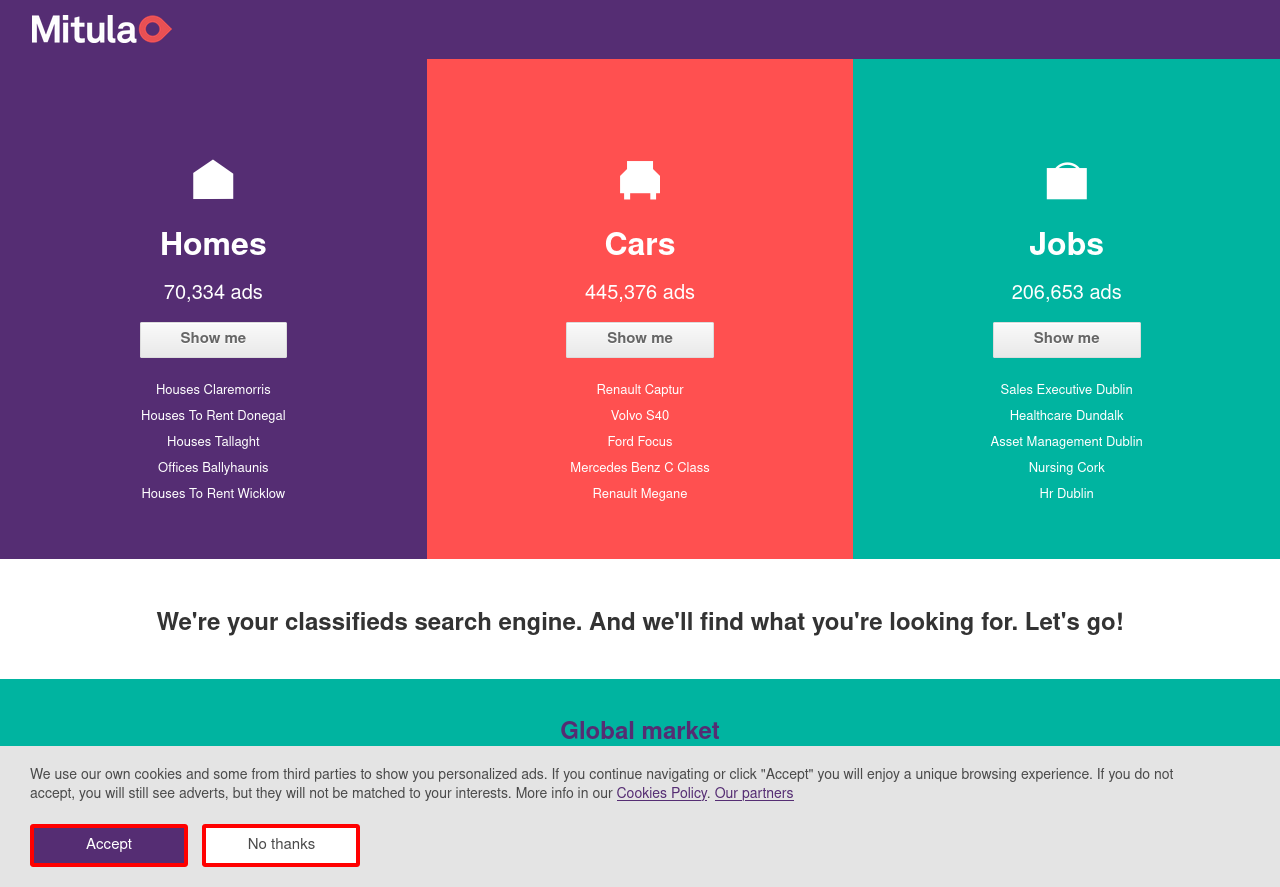 Mitula
Homes
70,334 ads
Show me
Houses Claremorris
Houses To Rent Donegal
Houses Tallaght
Offices Ballyhaunis
Houses To Rent Wicklow
Cars
445,376 ads
Show me
Renault Captur
Volvo S40
Ford Focus
Mercedes Benz C Class
Renault Megane
Jobs
206,653 ads
Show me
Sales Executive Dublin
Healthcare Dundalk
Asset Management Dublin
Nursing Cork
Hr Dublin
We're your classifieds search engine. And we'll find what you're looking for. Let's go!
Global market
We use our own cookies and some from third parties to show you personalized ads. If you continue navigating or click "Accept" you will enjoy a unique browsing experience. If you do not
accept, you will still see adverts, but they will not be matched to your interests. More info in our Cookies Policy. Our partners
Accept
No thanks